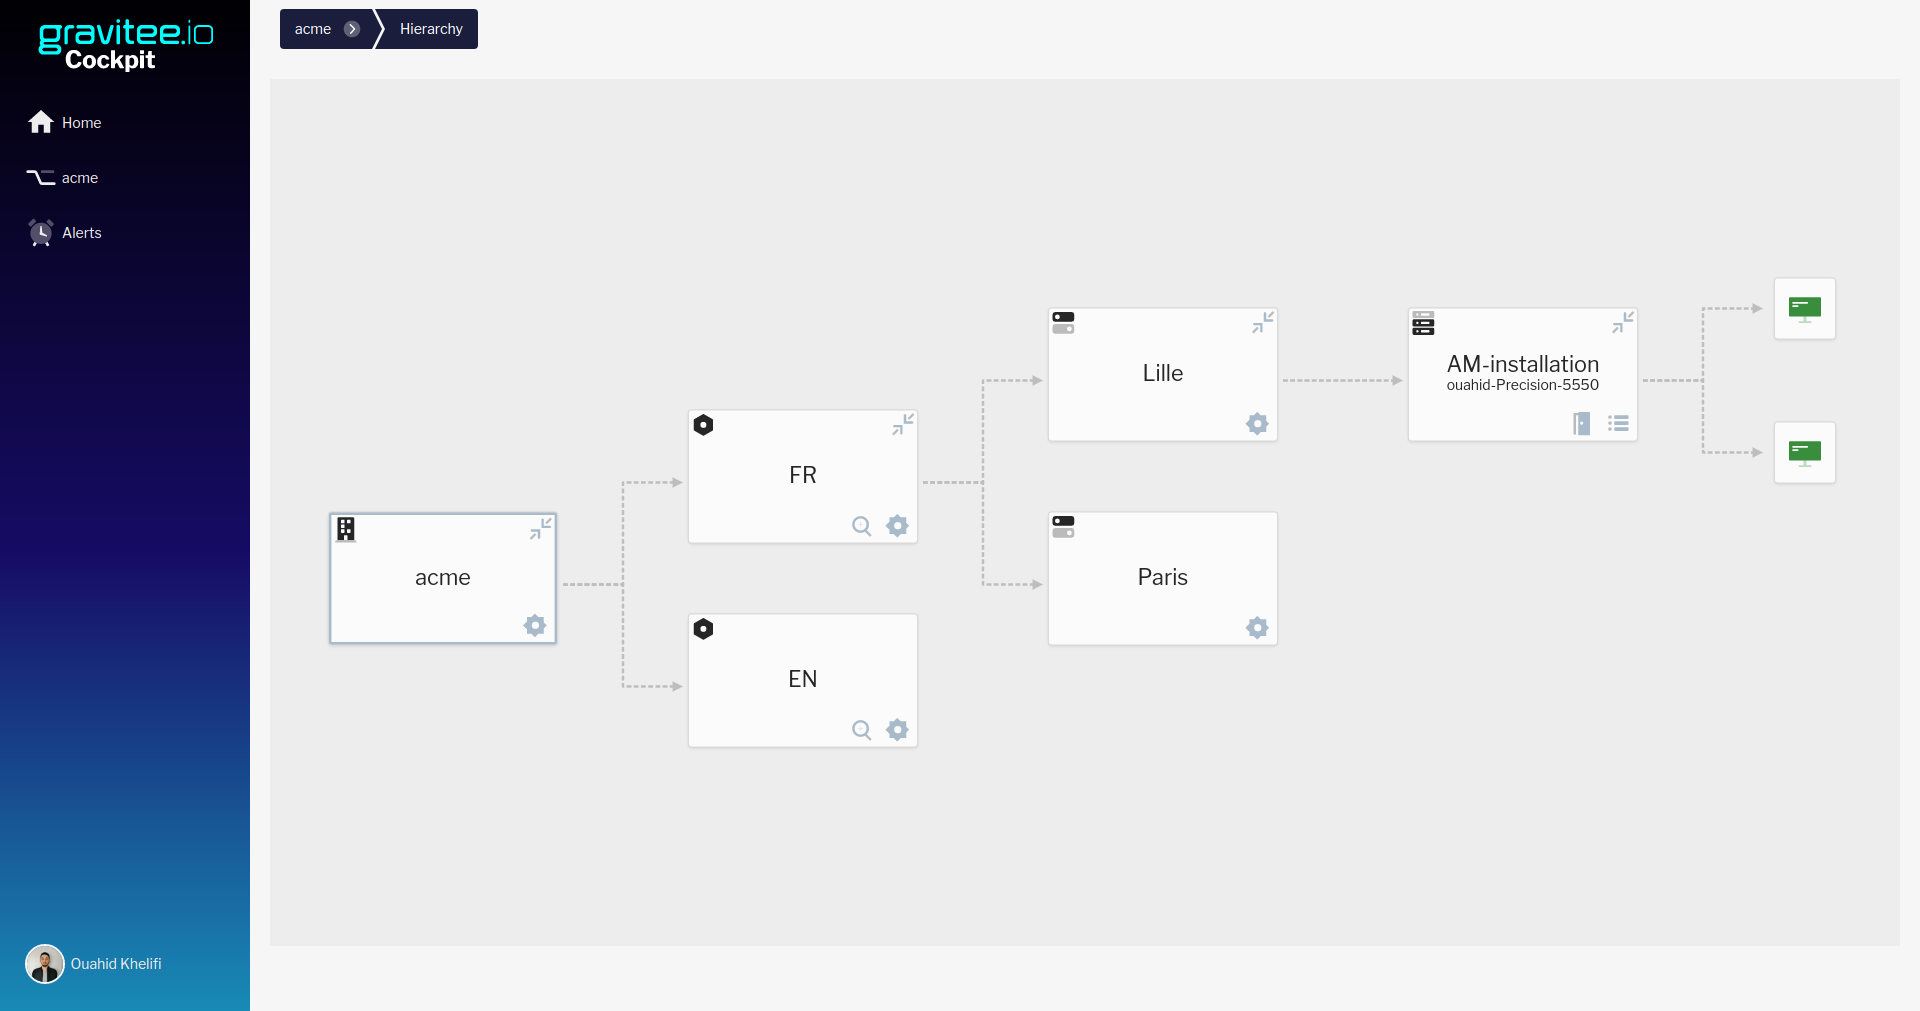 gravitee.io
Cockpit
Home
acme
Alerts
Ouahid Khelifi
acme
Hierarchy
acme
FR
EN
Lille
Paris
AM-installation
ouahid-Precision-5550